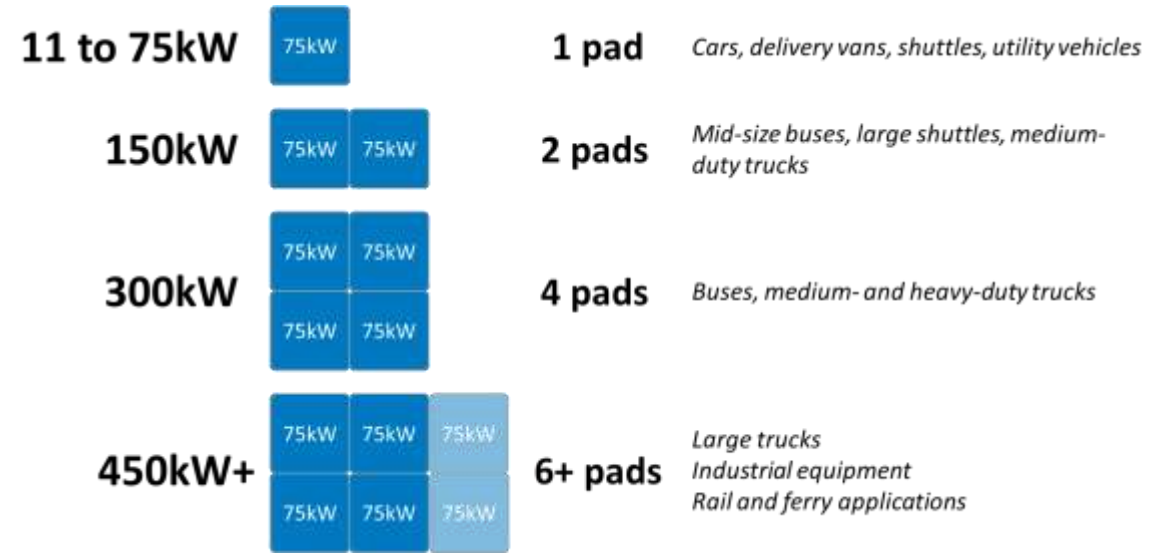 11 to 75kW
75kW
1 pad
Cars, delivery vans, shuttles, utility vehicles
150kW
75kW 75kW
2 pads
Mid-size buses, large shuttles, medium-
duty trucks
300kW
75kW 75kW
75kW 75kW
4 pads
Buses, medium- and heavy-duty trucks
450kW+
75kW 75kW 75kW
75kW 75kW 75kW
6+ pads
Large trucks
Industrial equipment
Rail and ferry applications